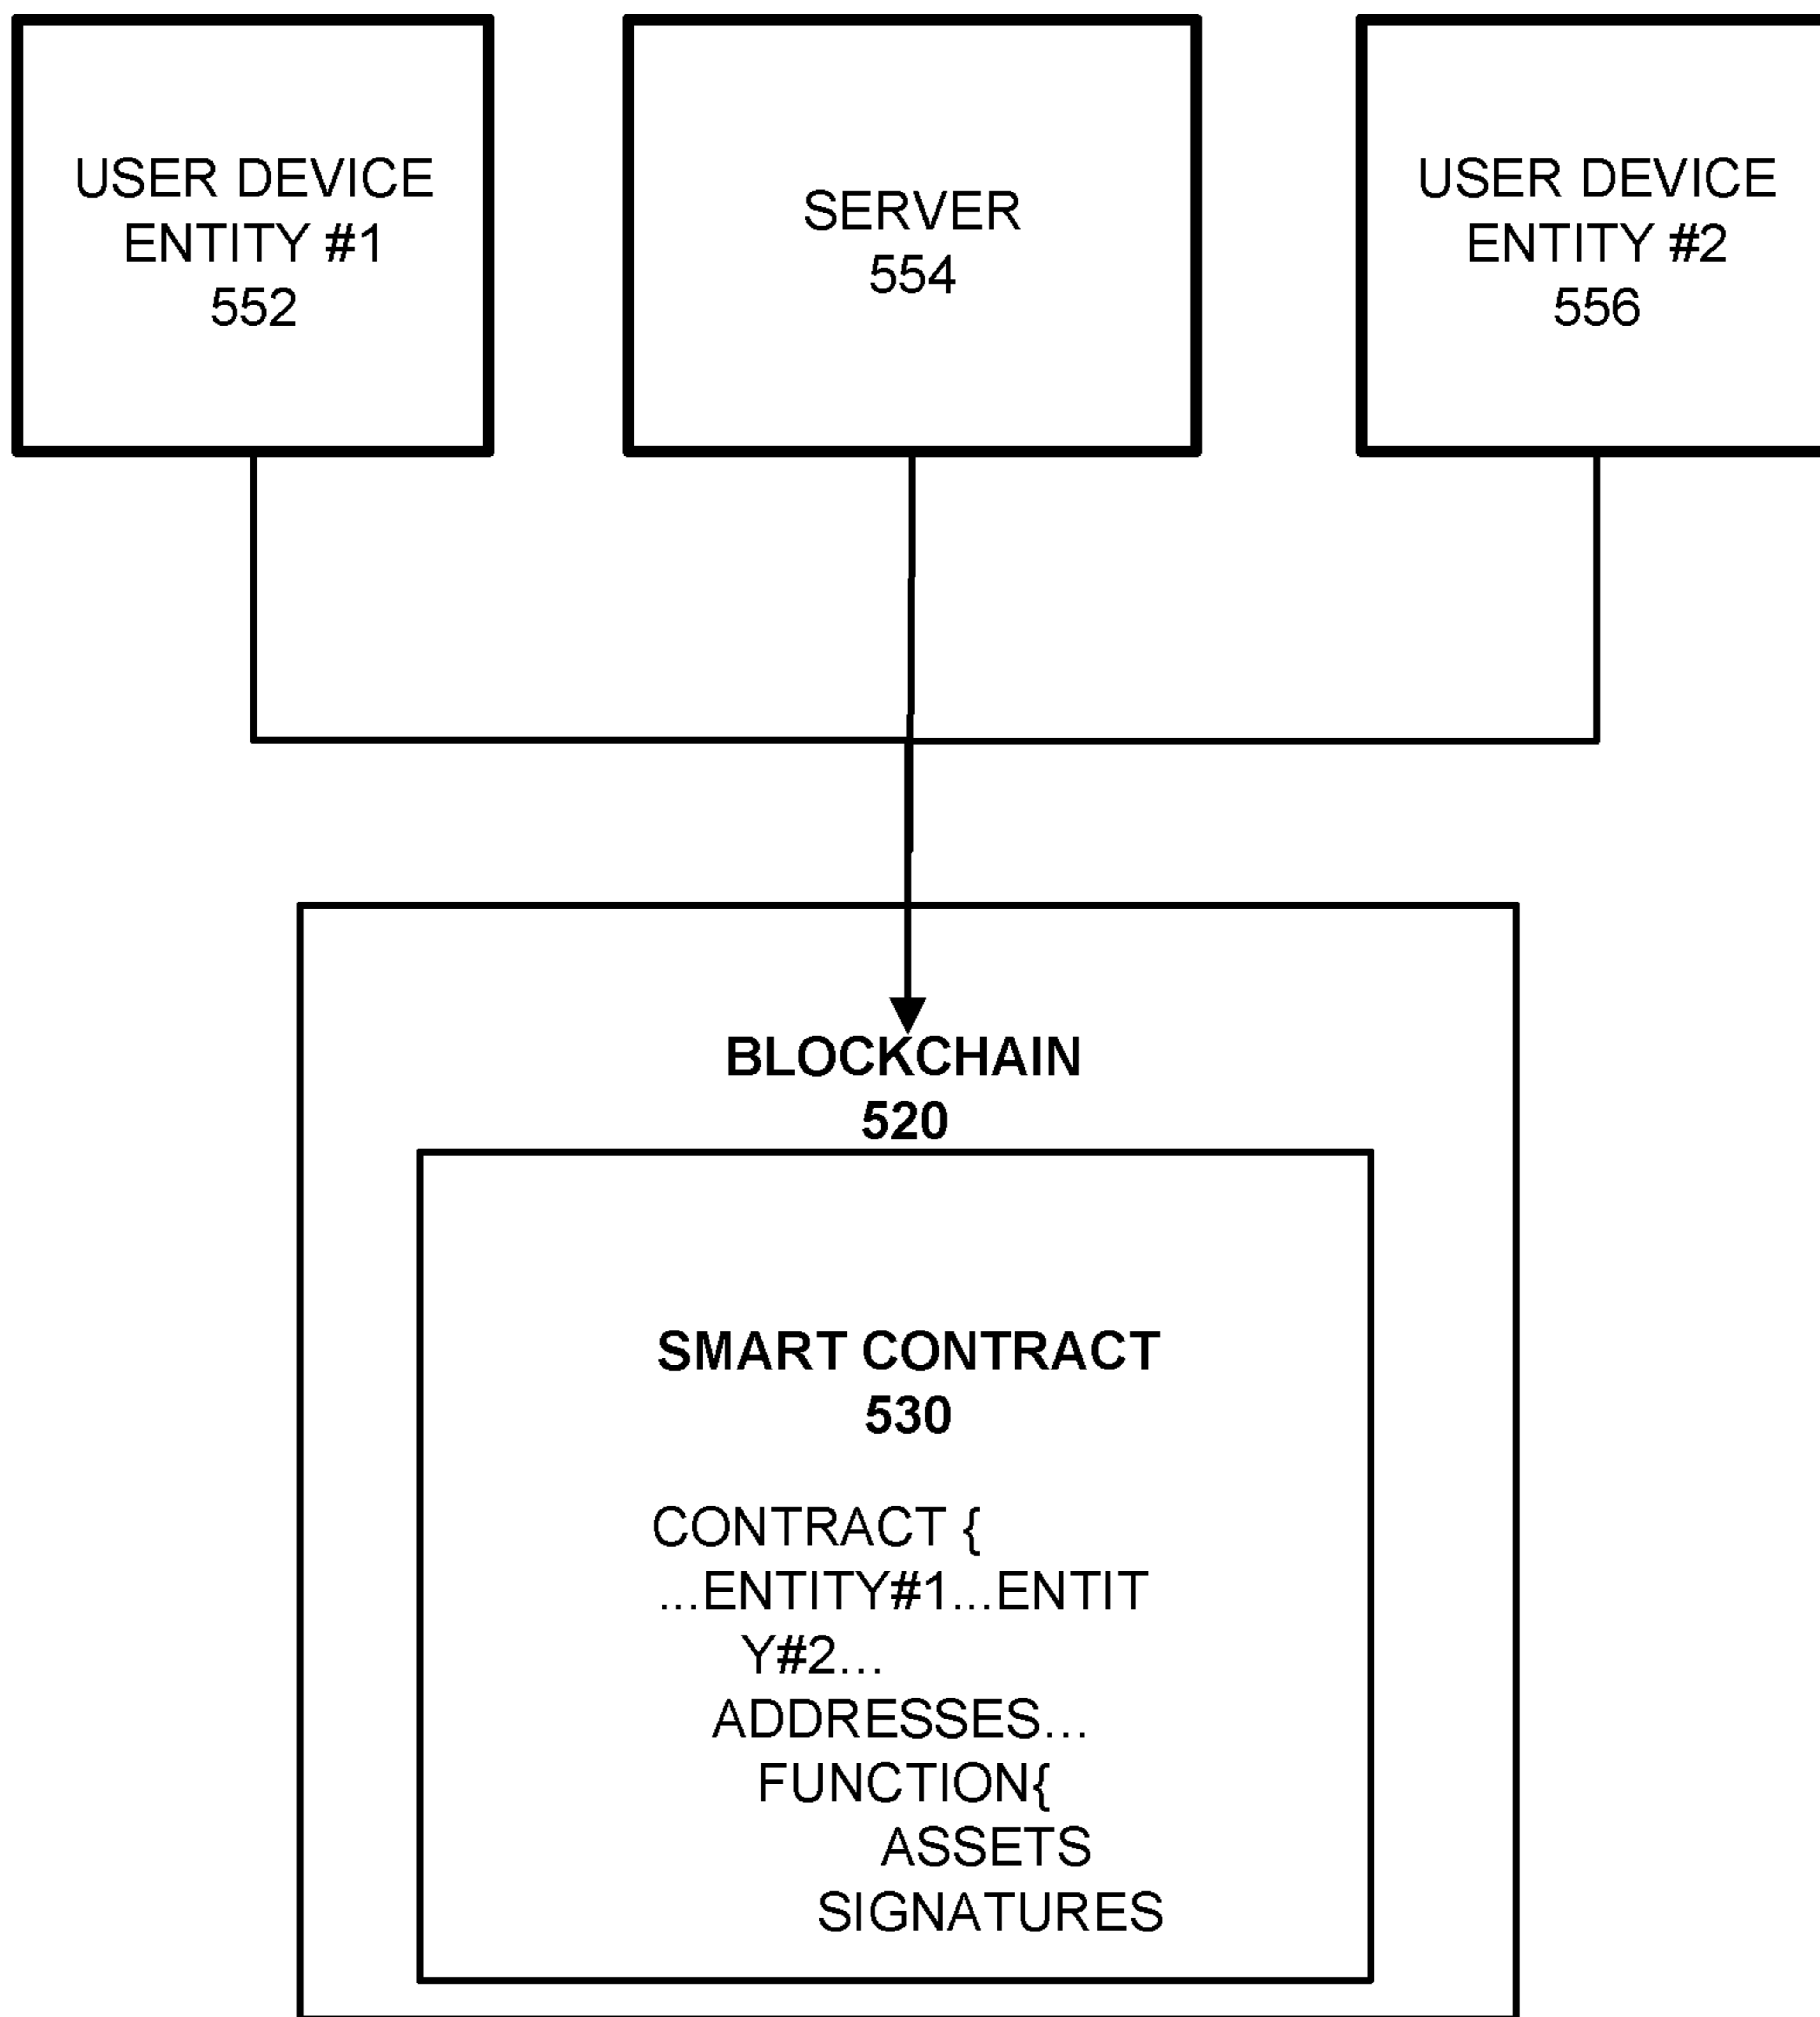 USER DEVICE
ENTITY #1
552
SERVER
554
USER DEVICE
ENTITY #2
556
BLOCKCHAIN
520
SMART CONTRACT
530
CONTRACT {
...ENTITY#1...ENTIT
Y#2...
ADDRESSES...
FUNCTION{
ASSETS
SIGNATURES